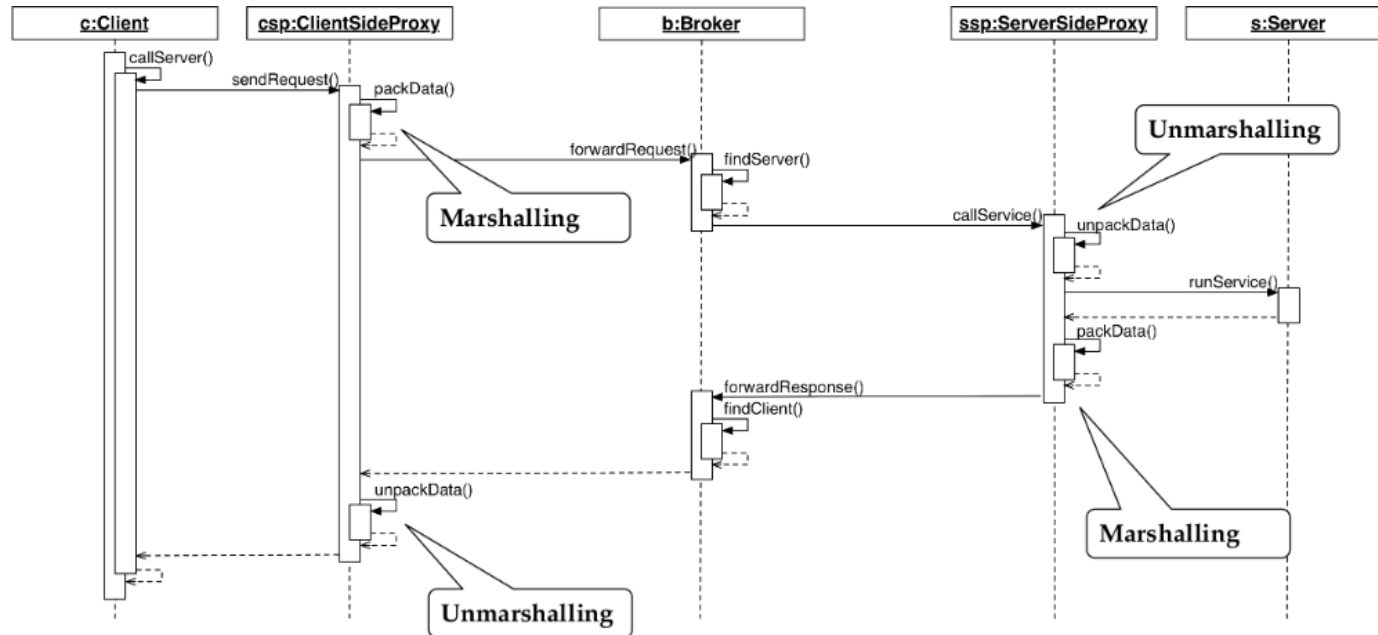 c:Client
csp:ClientSideProxy
b:Broker
ssp:ServerSideProxy
s:Server
callServer()
sendRequest()
packData()
Marshalling
forwardRequest()
findServer()
callService()
Unmarshalling
unpackData()
runService()
packData()
forwardResponse()
findClient()
Marshalling
unpackData()
Unmarshalling